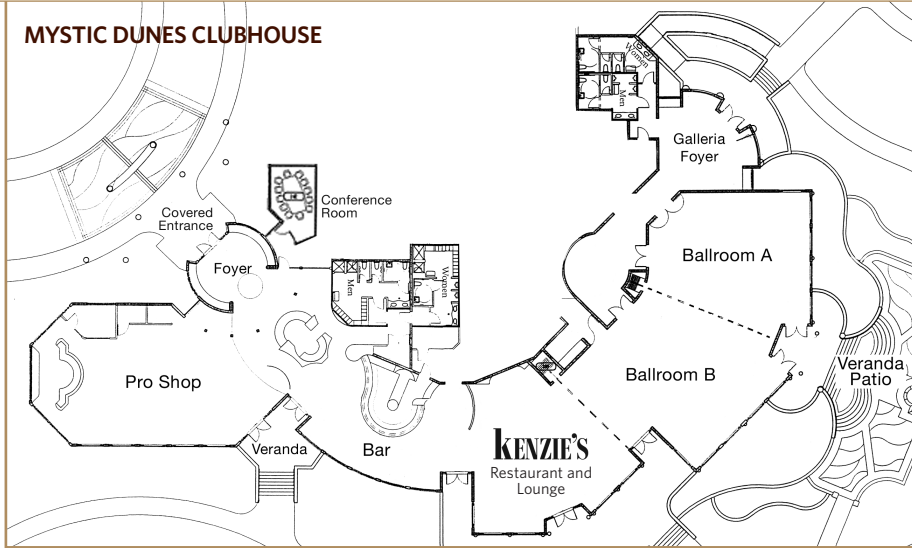 MYSTIC DUNES CLUBHOUSE
Women
Men
Galleria
Foyer
Conference
Room
Covered
Entrance
Foyer
Ballroom A
Men
Women
Pro Shop
Ballroom B
Veranda
Patio
Veranda
Bar
KENZIE'S
Restaurant and
Lounge